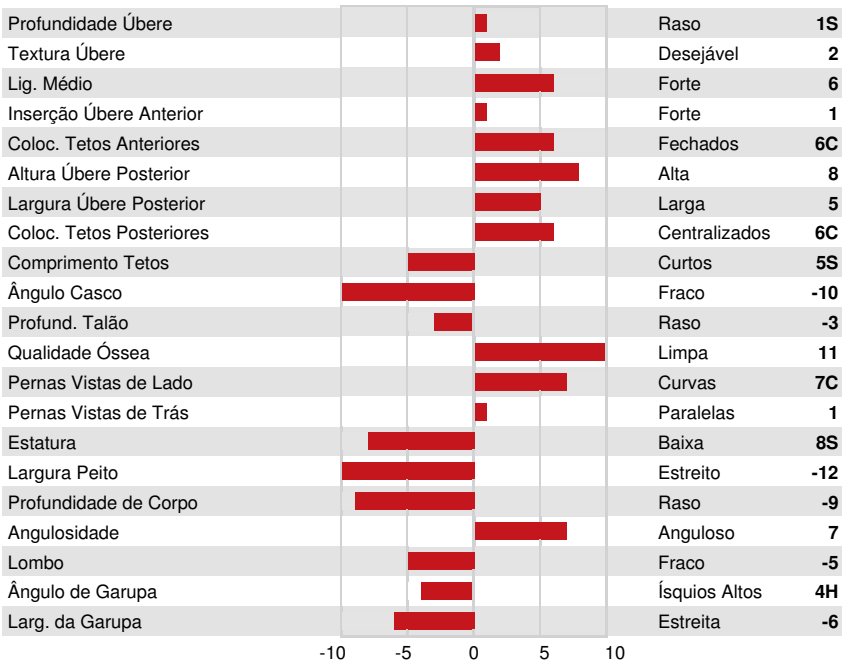 Profundidade Úbere Raso 1S
Textura Úbere Desejável 2
Lig. Médio Forte 6
Inserção Úbere Anterior Forte 1
Coloc. Tetos Anteriores Fechados 6C
Altura Úbere Posterior Alta 8
Largura Úbere Posterior Larga 5
Coloc. Tetos Posteriores Centralizados 6C
Comprimento Tetos Curtos 5S
Ângulo Casco Fraco -10
Profund. Talão Raso -3
Qualidade Óssea Limpa 11
Pernas Vistas de Lado Curvas 7C
Pernas Vistas de Trás Paralelas 1
Estatura Baixa 8S
Largura Peito Estreito -12
Profundidade de Corpo Raso -9
Angulosidade Anguloso 7
Lombo Fraco -5
Ângulo de Garupa Ísquios Altos 4H
Larg. da Garupa Estreita -6
-10 -5 0 5 10